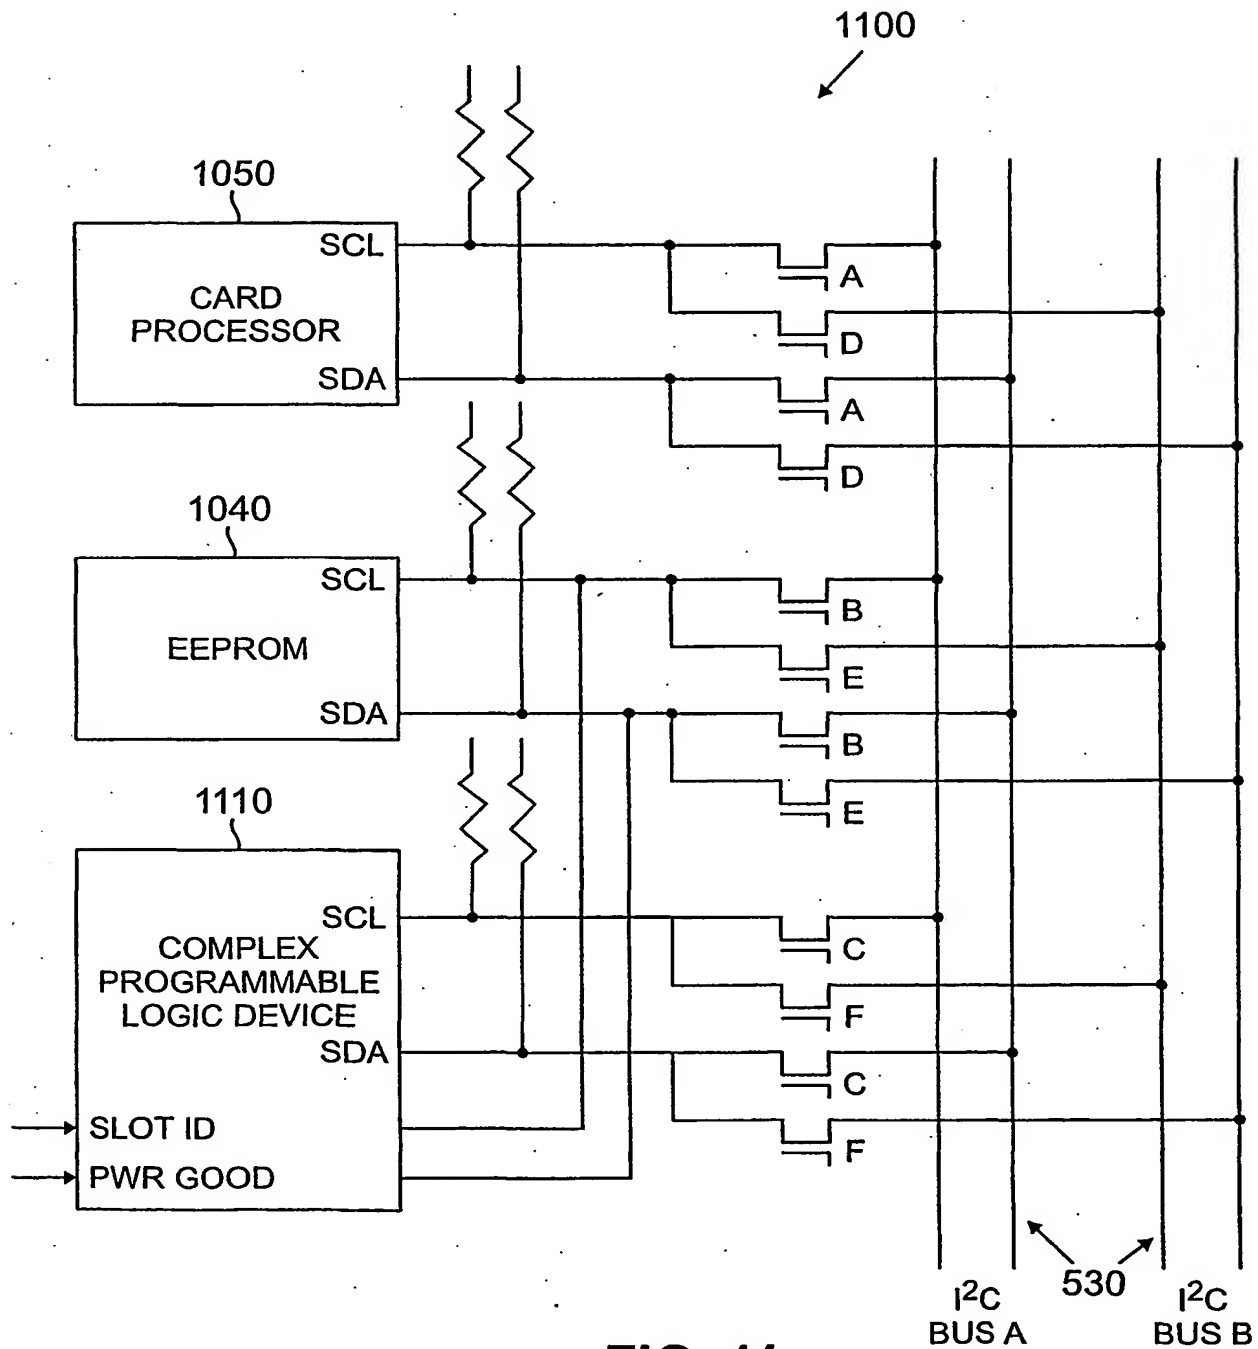 1100
1050
SCL
CARD
PROCESSOR
SDA
A
D
A
D
1040
SCL
EEPROM
SDA
B
E
B
E
1110
SCL
COMPLEX
PROGRAMMABLE
LOGIC DEVICE
SDA
SLOT ID
PWR GOOD
C
F
C
F
530
I²C
BUS A
I²C
BUS B